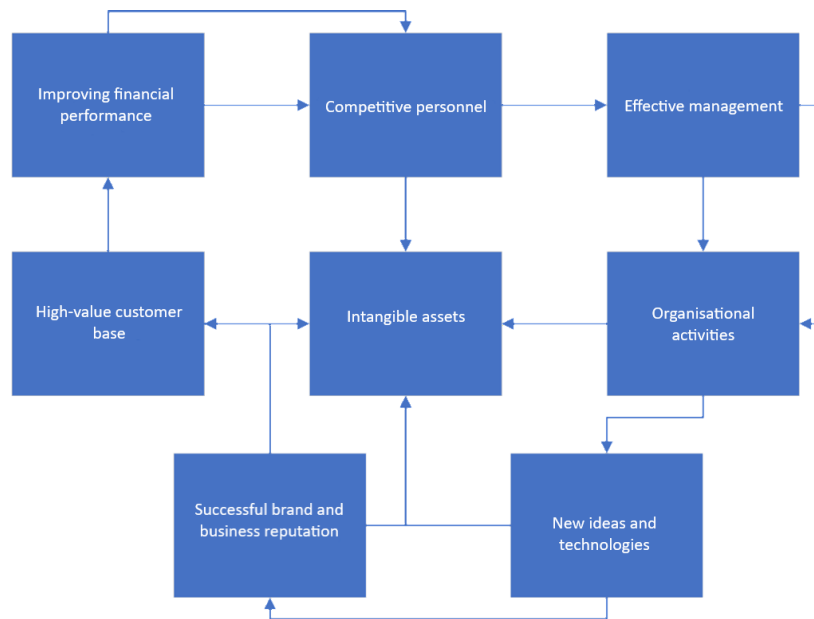 Improving financial
performance
Competitive personnel
Effective management
High-value customer
base
Intangible assets
Organisational
activities
Successful brand and
business reputation
New ideas and
technologies